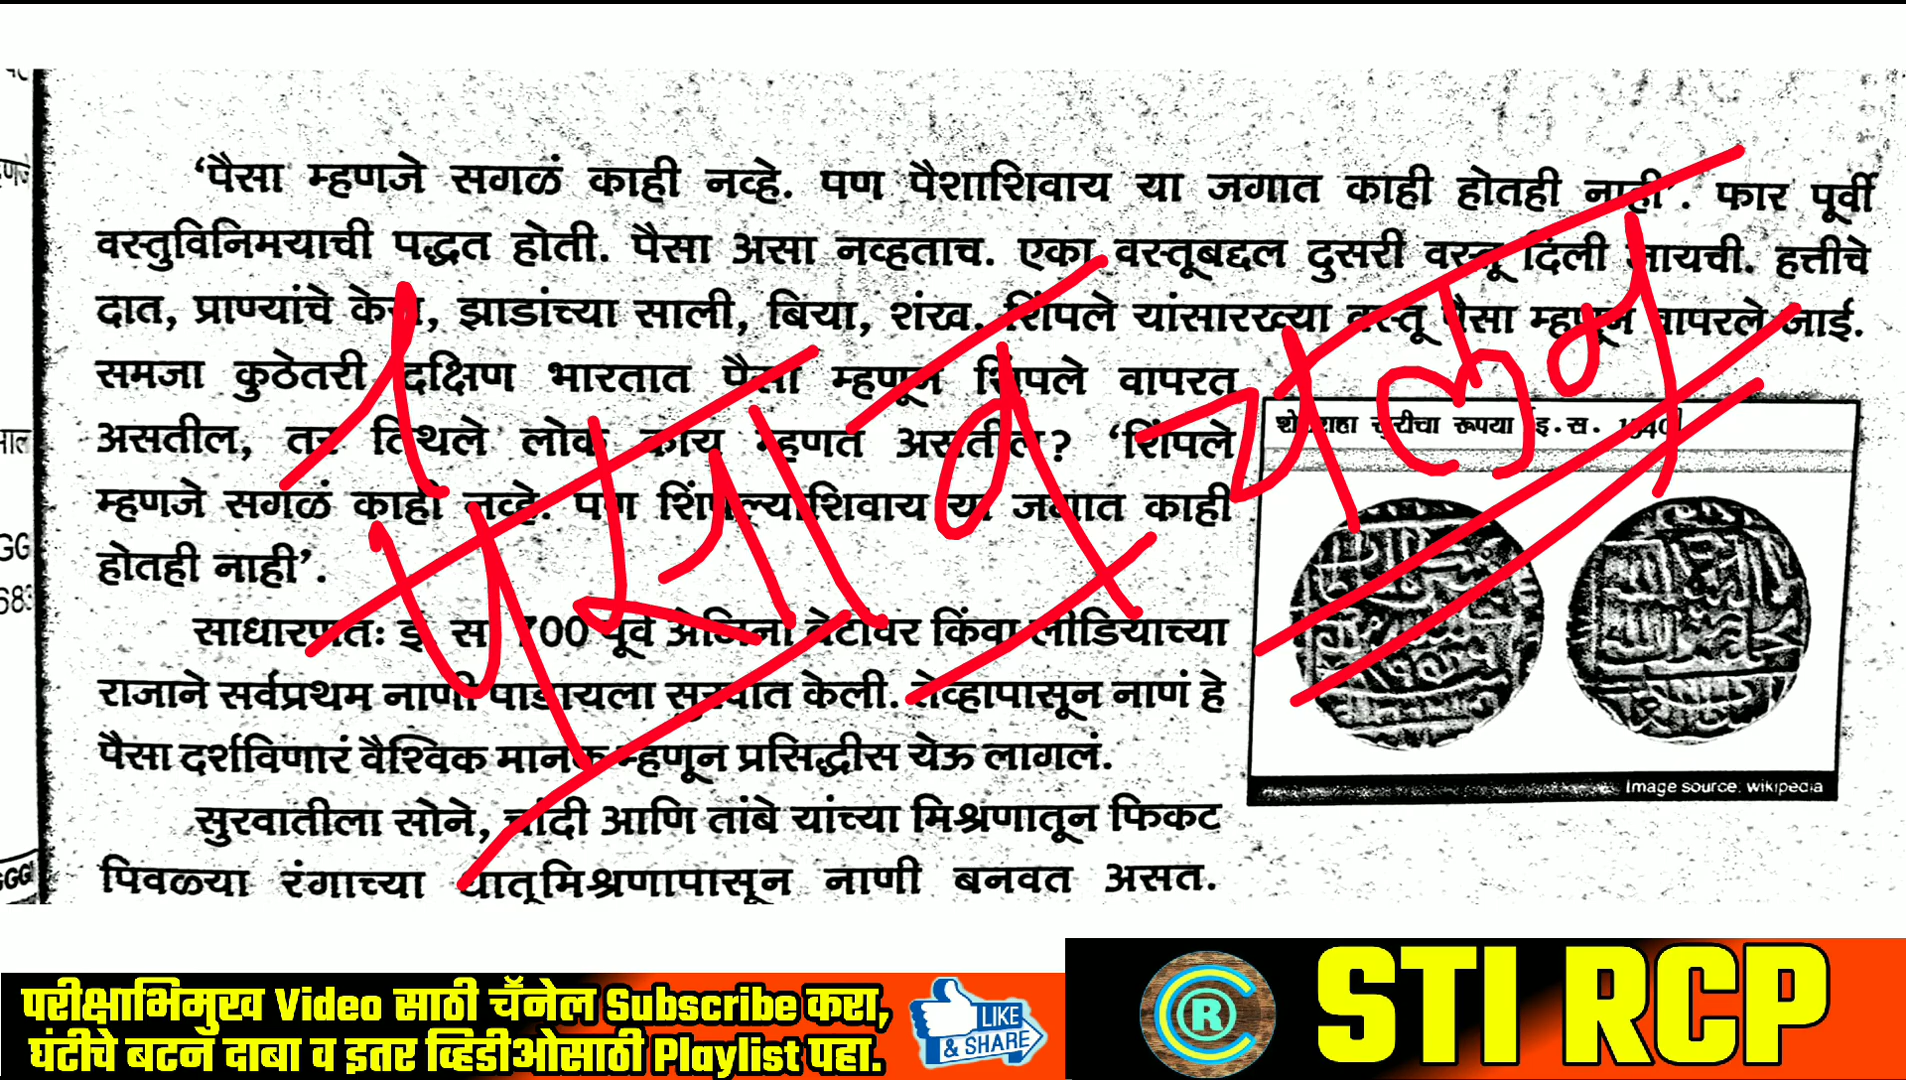 ‘पैसा म्हणजे सगळं काही नव्हे. पण पैशाशिवाय या जगात काही होतही नाही’. फार पूर्वी
वस्तुविनिमयाची पद्धत होती. पैसा असा नव्हताच. एका वस्तूबद्दल दुसरी वस्तू दिली जायची. हत्तीचे
दात, प्राण्यांचे केस, झाडांच्या साली, बिया, शंख, शिंपले यांसारख्या वस्तू पैसा म्हणून वापरले जाई.
समजा कुठेतरी दक्षिण भारतात पैसा म्हणून शिंपले वापरत
असतील, तर तिथले लोक काय म्हणत असतील? ‘शिंपले
म्हणजे सगळं काही नव्हे. पण शिंपल्याशिवाय या जगात काही
होतही नाही’.
साधारणतः इ. स. 700 पूर्व बेटावर किंवा लीडियाच्या
राजाने सर्वप्रथम नाणी पाडायला सुरवात केली. तेव्हापासून नाणं हे
पैसा दर्शविणारं वैश्विक मानक म्हणून प्रसिद्धीस येऊ लागलं.
सुरवातीला सोने, चांदी आणि तांबे यांच्या मिश्रणातून फिकट
पिवळ्या रंगाच्या धातूमिश्रणापासून नाणी बनवत असत.
शेरशहा सुरीचा रूपया इ.स. 1540
Image source: wikipedia
पैसा व चलन
परीक्षाभिमुख Video साठी चॅनेल Subscribe करा,
घंटीचे बटन दाबा व इतर व्हिडीओसाठी Playlist पहा.
LIKE
& SHARE
R
STI RCP